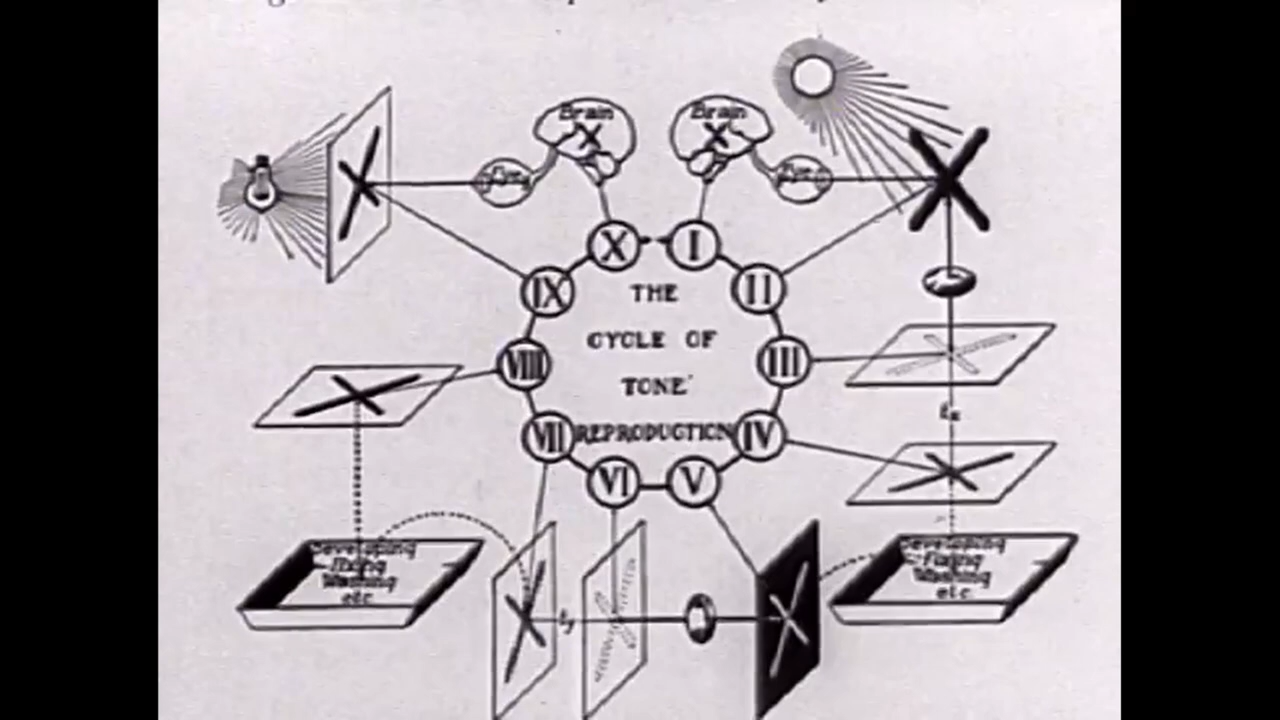 Brain
Brain
Eye
Eye
X
I
IX
II
THE
CYCLE OF
TONE
REPRODUCTION
VIII
III
VII
IV
VI
V
Developing
fixing
Washing
etc
Developing
Fixing
Washing
etc